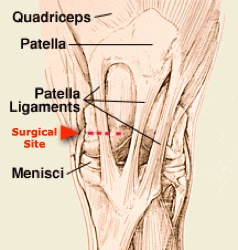 Quadriceps
Patella
Patella
Ligaments
Surgical
Site
Menisci